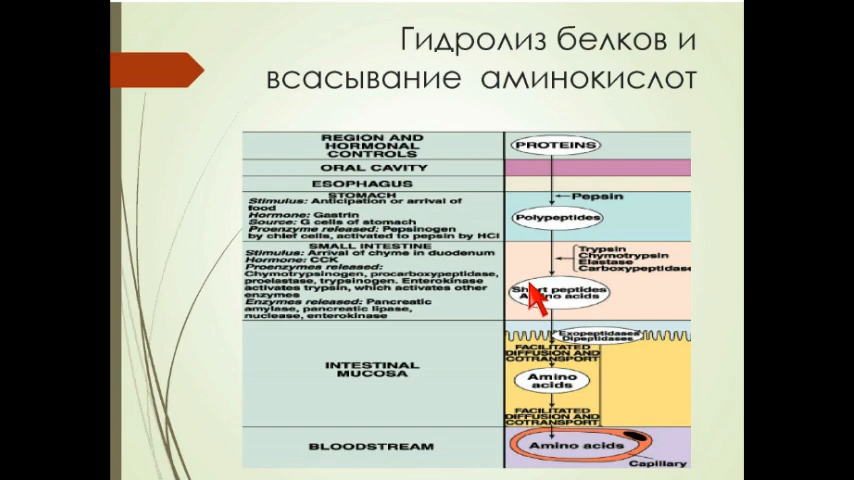 Гидролиз белков и
всасывание аминокислот
REGION AND
HORMONAL
CONTROLS
PROTEINS
ORAL CAVITY
ESOPHAGUS
STOMACH
Stimulus: Anticipation or arrival of
food
Hormone: Gastrin
Source: G cells of stomach
Proenzyme released: Pepsinogen
by chief cells, activated to pepsin by HCl
Pepsin
Polypeptides
SMALL INTESTINE
Stimulus: Arrival of chyme in duodenum
Hormone: CCK
Proenzymes released:
Chymotrypsinogen, procarboxypeptidase,
proelastase, trypsinogen. Enterokinase
activates trypsin, which activates other
enzymes
Enzymes released: Pancreatic
amylase, pancreatic lipase,
nuclease, enterokinase
Trypsin
Chymotrypsin
Elastase
Carboxypeptidase
Short peptides
Amino acids
INTESTINAL
MUCOSA
Exopeptidases
Dipeptidases
FACILITATED
DIFFUSION AND
COTRANSPORT
Amino
acids
FACILITATED
DIFFUSION AND
COTRANSPORT
BLOODSTREAM
Amino acids
Capillary